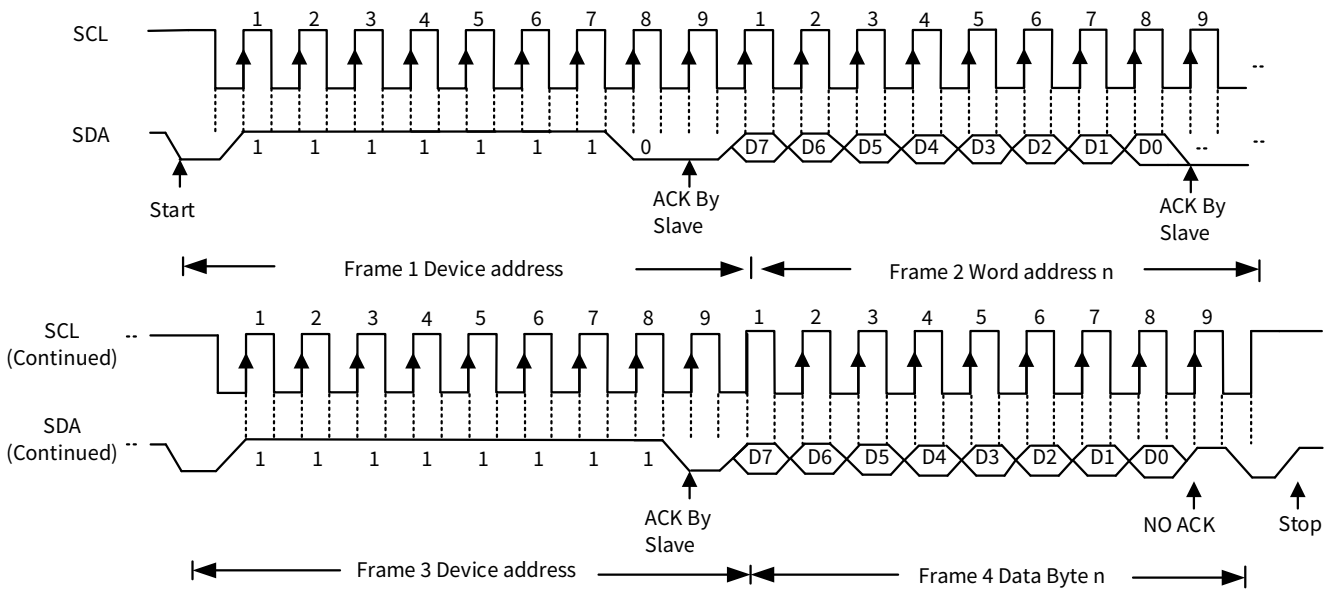 1 2 3 4 5 6 7 8 9 1 2 3 4 5 6 7 8 9
SCL
--
SDA
1 1 1 1 1 1 1 0 D7 D6 D5 D4 D3 D2 D1 D0 -- --
Start
ACK By
Slave
ACK By
Slave
Frame 1 Device address
Frame 2 Word address n
1 2 3 4 5 6 7 8 9 1 2 3 4 5 6 7 8 9
SCL
(Continued)
--
SDA
(Continued)
--
1 1 1 1 1 1 1 1 D7 D6 D5 D4 D3 D2 D1 D0
ACK By
Slave
NO ACK
Stop
Frame 3 Device address
Frame 4 Data Byte n